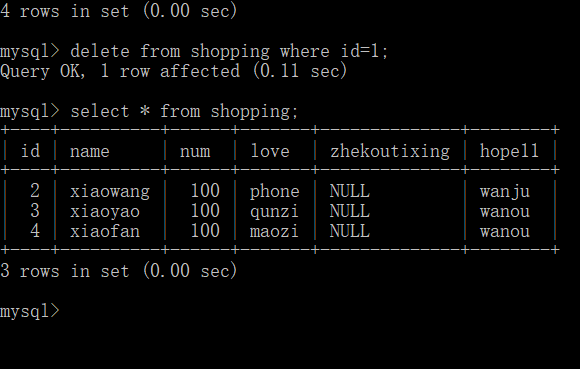 4 rows in set (0.00 sec)
mysql> delete from shopping where id=1;
Query OK, 1 row affected (0.11 sec)
mysql> select * from shopping;
+----+----------+------+-------+-------------+--------+
| id | name | num | love | zhekoutixing | hopell |
+----+----------+------+-------+-------------+--------+
| 2 | xiaowang | 100 | phone | NULL | wanju |
| 3 | xiaoyao | 100 | qunzi | NULL | wanou |
| 4 | xiaofan | 100 | maozi | NULL | wanou |
+----+----------+------+-------+-------------+--------+
3 rows in set (0.00 sec)
mysql>